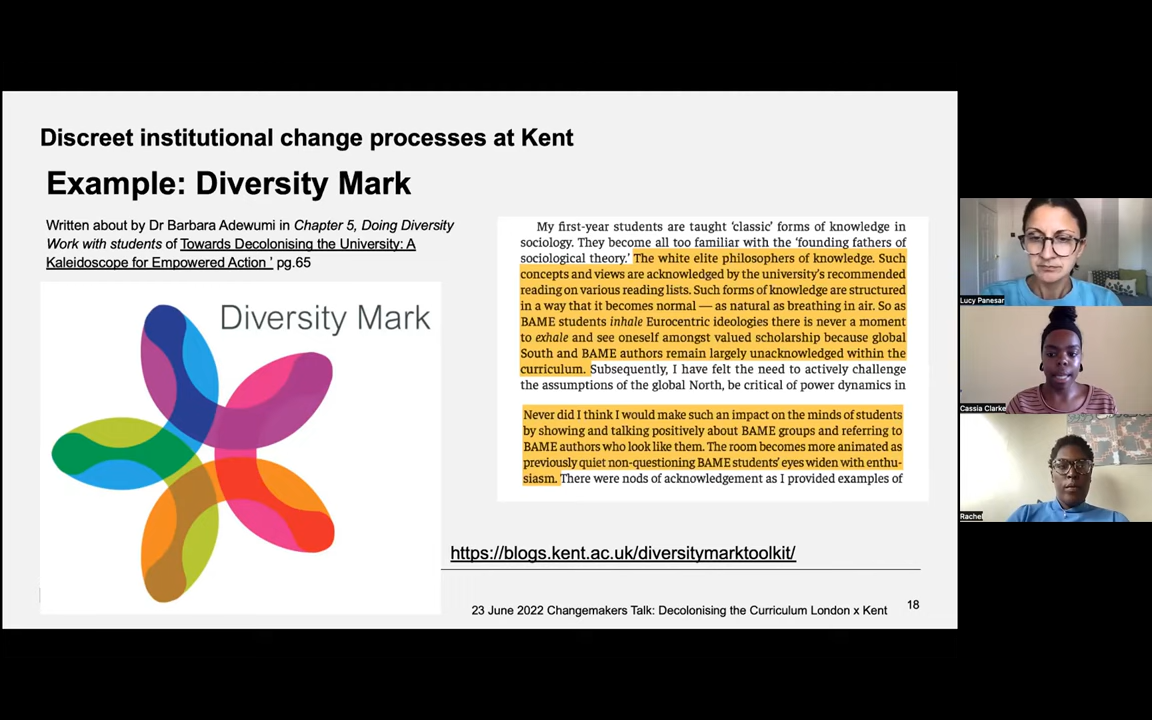 Discreet institutional change processes at Kent
Example: Diversity Mark
Written about by Dr Barbara Adewumi in Chapter 5, Doing Diversity
Work with students of Towards Decolonising the University: A
Kaleidoscope for Empowered Action ' pg.65
Diversity Mark
My first-year students are taught ‘classic’ forms of knowledge in
sociology. They become all too familiar with the ‘founding fathers of
sociological theory.’ The white elite philosophers of knowledge. Such
concepts and views are acknowledged by the university’s recommended
reading on various reading lists. Such forms of knowledge are structured
in a way that it becomes normal — as natural as breathing in air. So as
BAME students inhale Eurocentric ideologies there is never a moment
to exhale and see oneself amongst valued scholarship because global
South and BAME authors remain largely unacknowledged within the
curriculum. Subsequently, I have felt the need to actively challenge
the assumptions of the global North, be critical of power dynamics in
Never did I think I would make such an impact on the minds of students
by showing and talking positively about BAME groups and referring to
BAME authors who look like them. The room becomes more animated as
previously quiet non-questioning BAME students’ eyes widen with enthu-
siasm. There were nods of acknowledgement as I provided examples of
https://blogs.kent.ac.uk/diversitymarktoolkit/
23 June 2022 Changemakers Talk: Decolonising the Curriculum London x Kent
18
Lucy Panesar
Cassia Clarke
Rachel